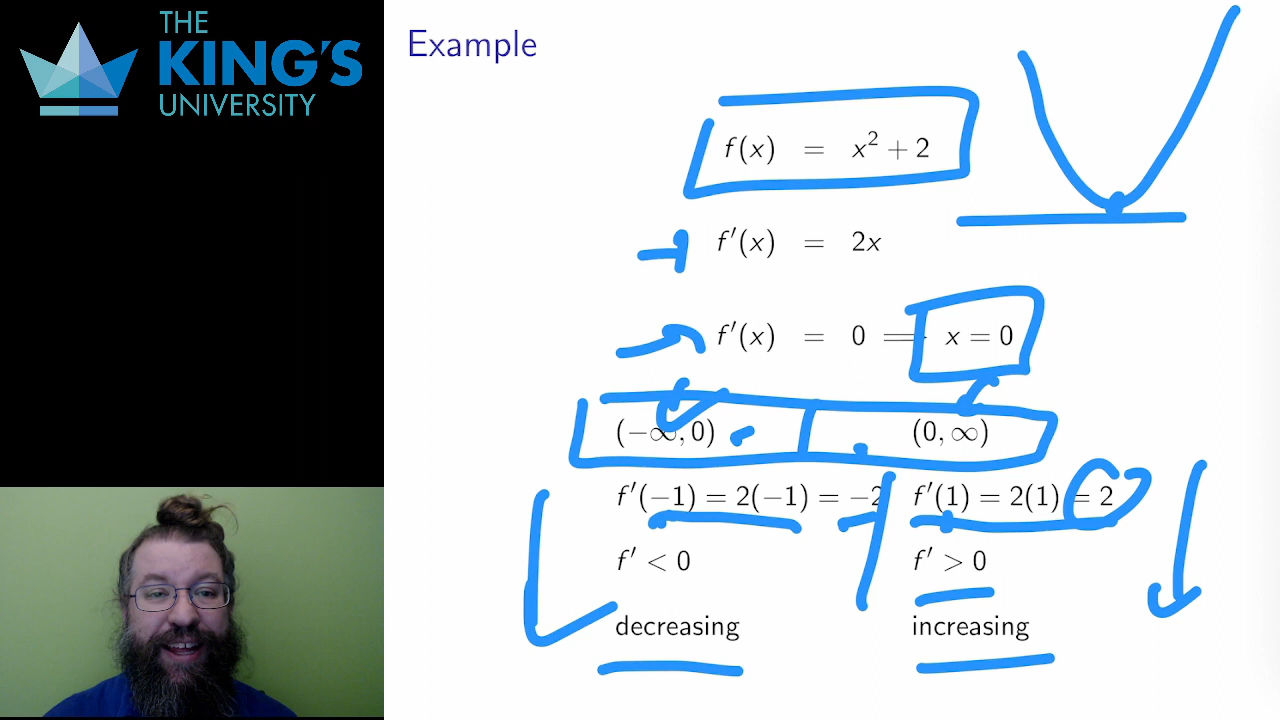 THE
KING'S
UNIVERSITY
Example
f(x) = x² + 2
f′(x) = 2x
f′(x) = 0 ⟹ x = 0
(−∞, 0) (0, ∞)
f′(−1) = 2(−1) = −2 f′(1) = 2(1) = 2
f′ < 0 f′ > 0
decreasing increasing